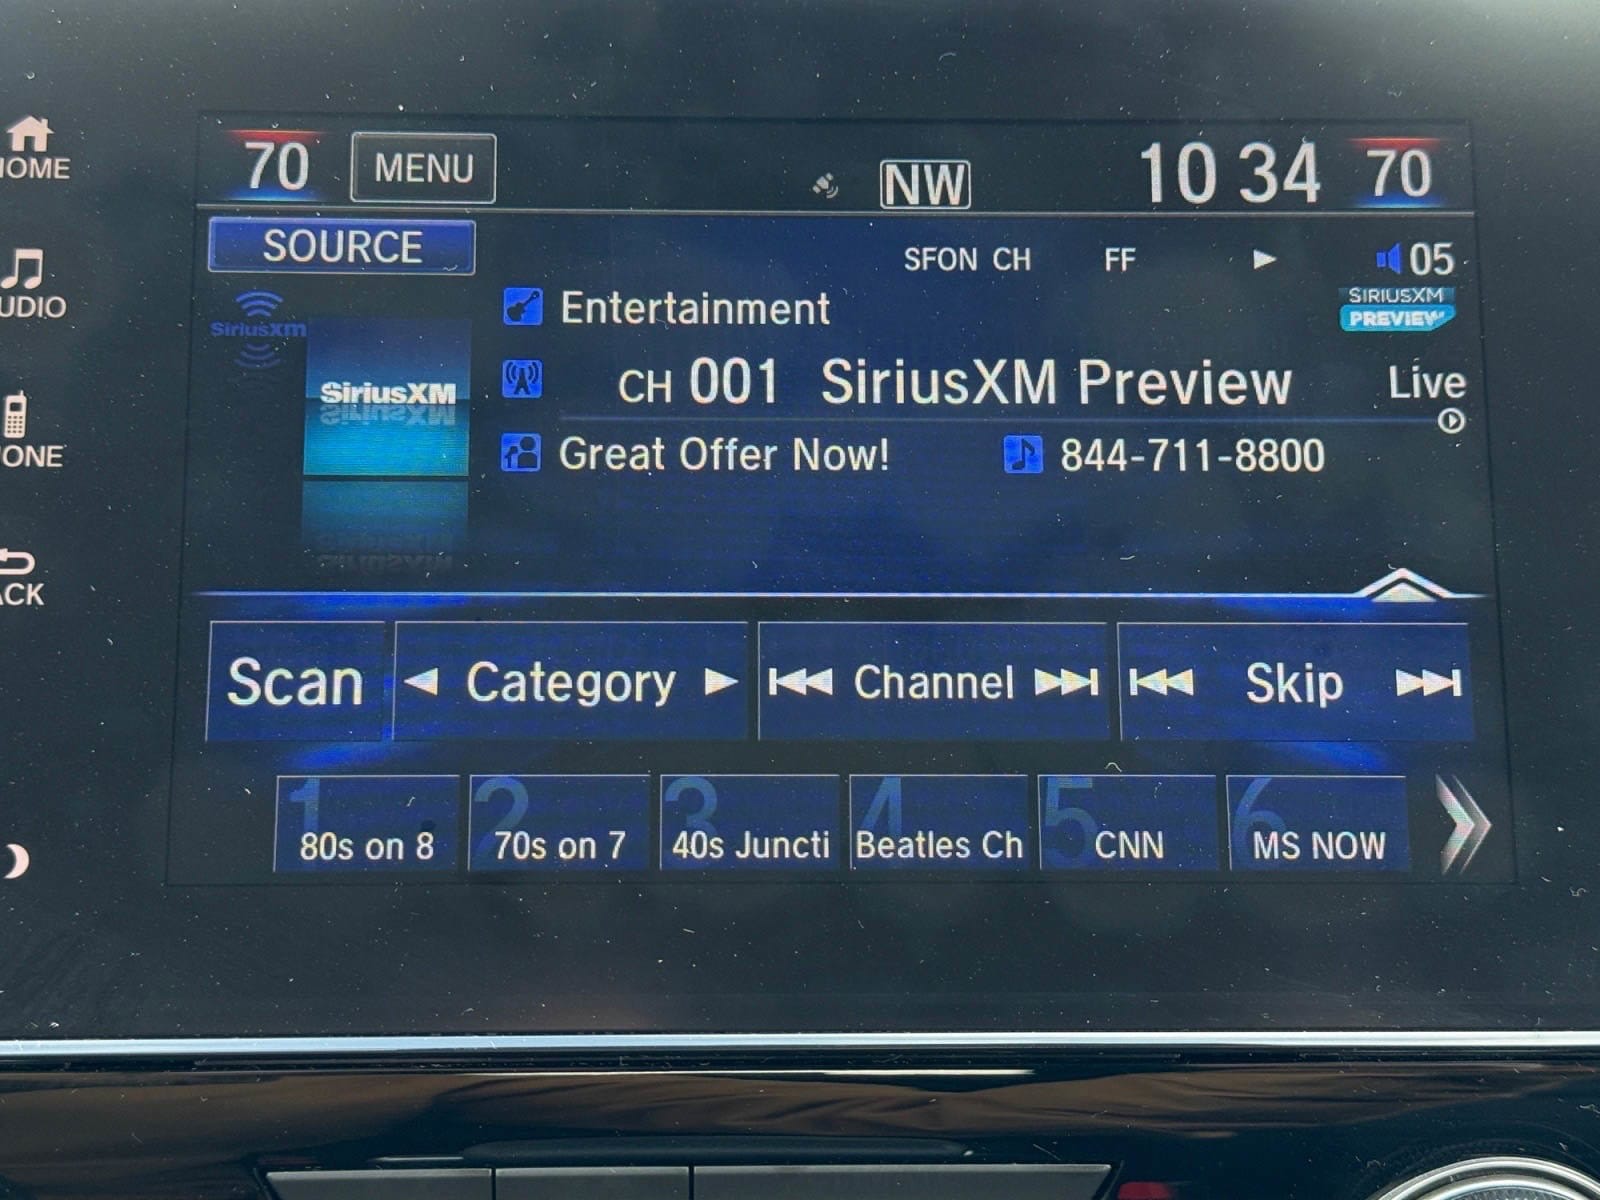 HOME
AUDIO
PHONE
BACK
70 MENU NW 10 34 70
SOURCE SFON CH FF 05
SiriusXM Entertainment SIRIUSXM PREVIEW
SiriusXM CH 001 SiriusXM Preview Live
Great Offer Now! 844-711-8800
Scan Category Channel Skip
1 80s on 8
2 70s on 7
3 40s Juncti
4 Beatles Ch
5 CNN
6 MS NOW